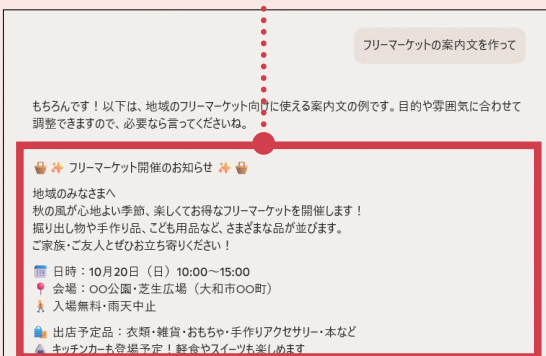 フリーマーケットの案内文を作って
もちろんです！以下は、地域のフリーマーケット向けに使える案内文の例です。目的や雰囲気に合わせて
調整できますので、必要なら言ってくださいね。
フリーマーケット開催のお知らせ
地域のみなさまへ
秋の風が心地よい季節、楽しくてお得なフリーマーケットを開催します！
掘り出し物や手作り品、こども用品など、さまざまな品が並びます。
ご家族・ご友人とぜひお立ち寄りください！
日時：10月20日（日）10:00～15:00
会場：〇〇公園・芝生広場（大和市〇〇町）
入場無料・雨天中止
出店予定品：衣類・雑貨・おもちゃ・手作りアクセサリー・本など
キッチンカーも登場予定！軽食やスイーツも楽しめます